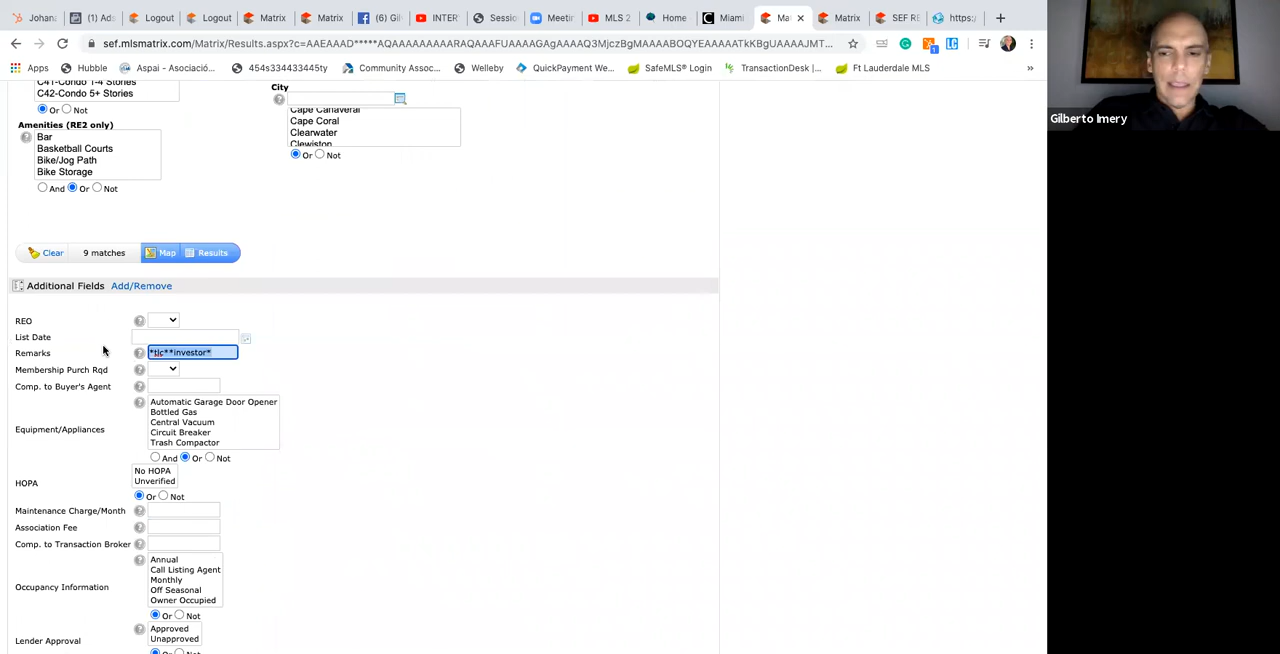 Johan
(1) Ads
Logout
Logout
Matrix
Matrix
(6) Gil
INTER
Sessio
Meeti
MLS 2
Home
Miami
Ma
Matrix
SEF RE
https:/
sef.mlsmatrix.com/Matrix/Results.aspx?c=AAEAAAD*****AQAAAAAAAAARAQAAAFUAAAAGAgAAAAQ3MjczBgMAAAABOQYEAAAAATkKBgUAAAAJMT...
Apps
Hubble
Aspai - Asociació...
454s334433445ty
Community Assoc...
Weleby
QuickPayment We...
SafeMLS® Login
TransactionDesk |...
Ft Lauderdale MLS
»
C41-Condo 1-4 Stories
C42-Condo 5+ Stories
Or Not
City
Cape Canaveral
Cape Coral
Clearwater
Clewiston
Or Not
Amenities (RE2 only)
Bar
Basketball Courts
Bike/Jog Path
Bike Storage
And Or Not
Clear 9 matches Map Results
Additional Fields Add/Remove
REO
List Date
Remarks *tlc**investor*
Membership Purch Rqd
Comp. to Buyer's Agent
Equipment/Appliances
Automatic Garage Door Opener
Bottled Gas
Central Vacuum
Circuit Breaker
Trash Compactor
And Or Not
HOPA
No HOPA
Unverified
Or Not
Maintenance Charge/Month
Association Fee
Comp. to Transaction Broker
Occupancy Information
Annual
Call Listing Agent
Monthly
Off Seasonal
Owner Occupied
Or Not
Lender Approval
Approved
Unapproved
Or Not
Gilberto Imery